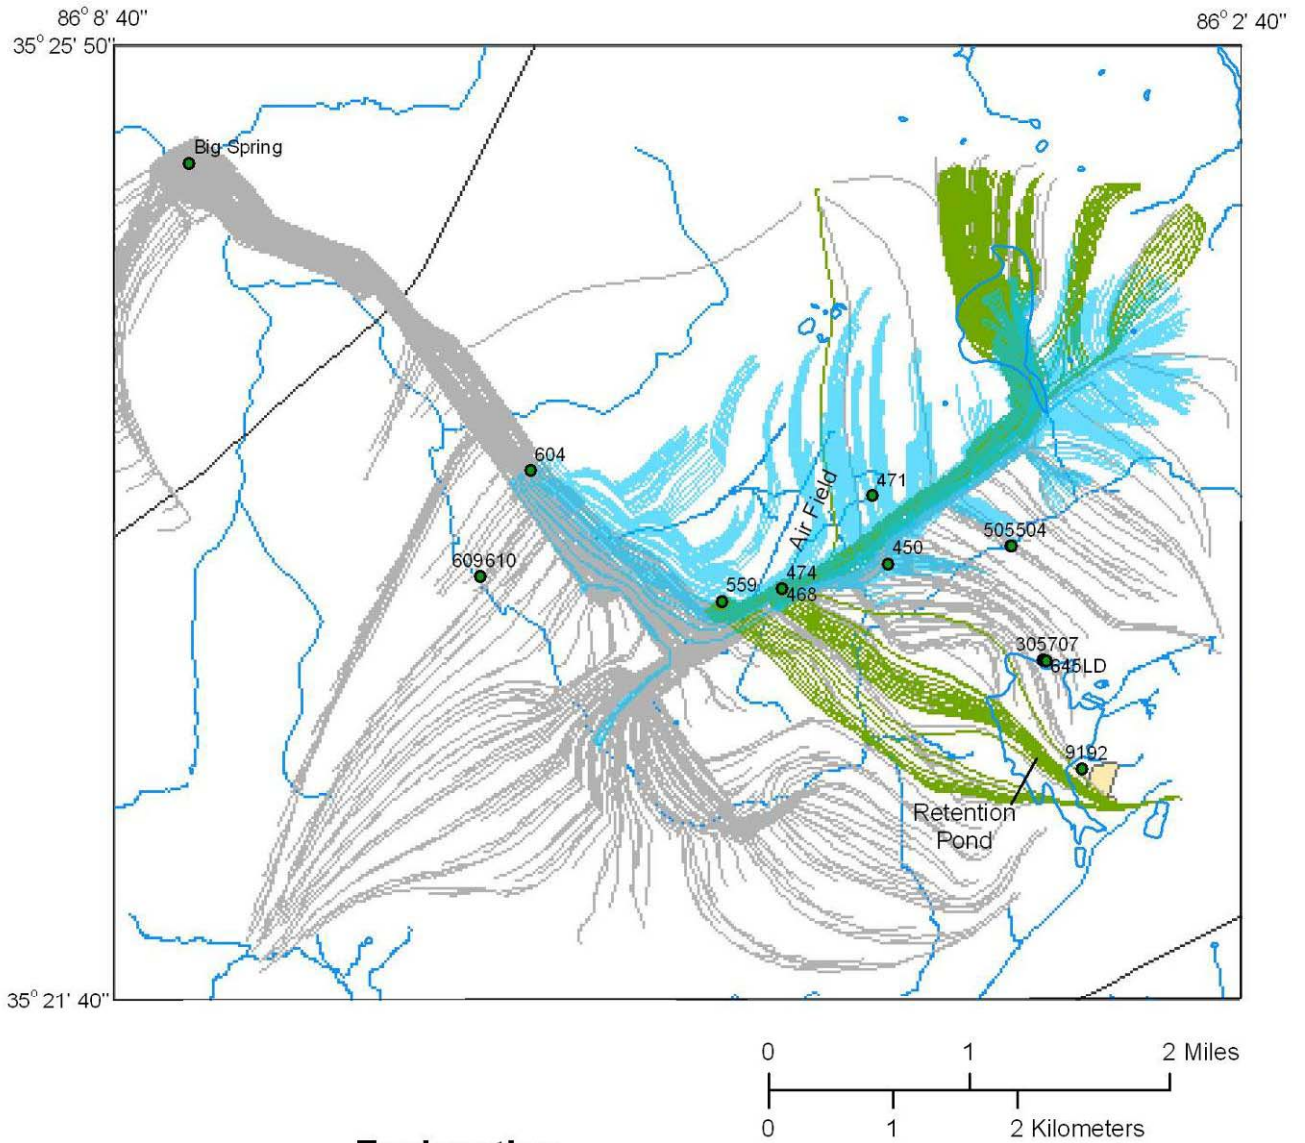 86° 8' 40"
86° 2' 40"
35° 25' 50"
Big Spring
604
471
Air Field
505504
450
609610
559
474
468
305707
645LD
9192
Retention
Pond
35° 21' 40"
0 1 2 Miles
0 1 2 Kilometers